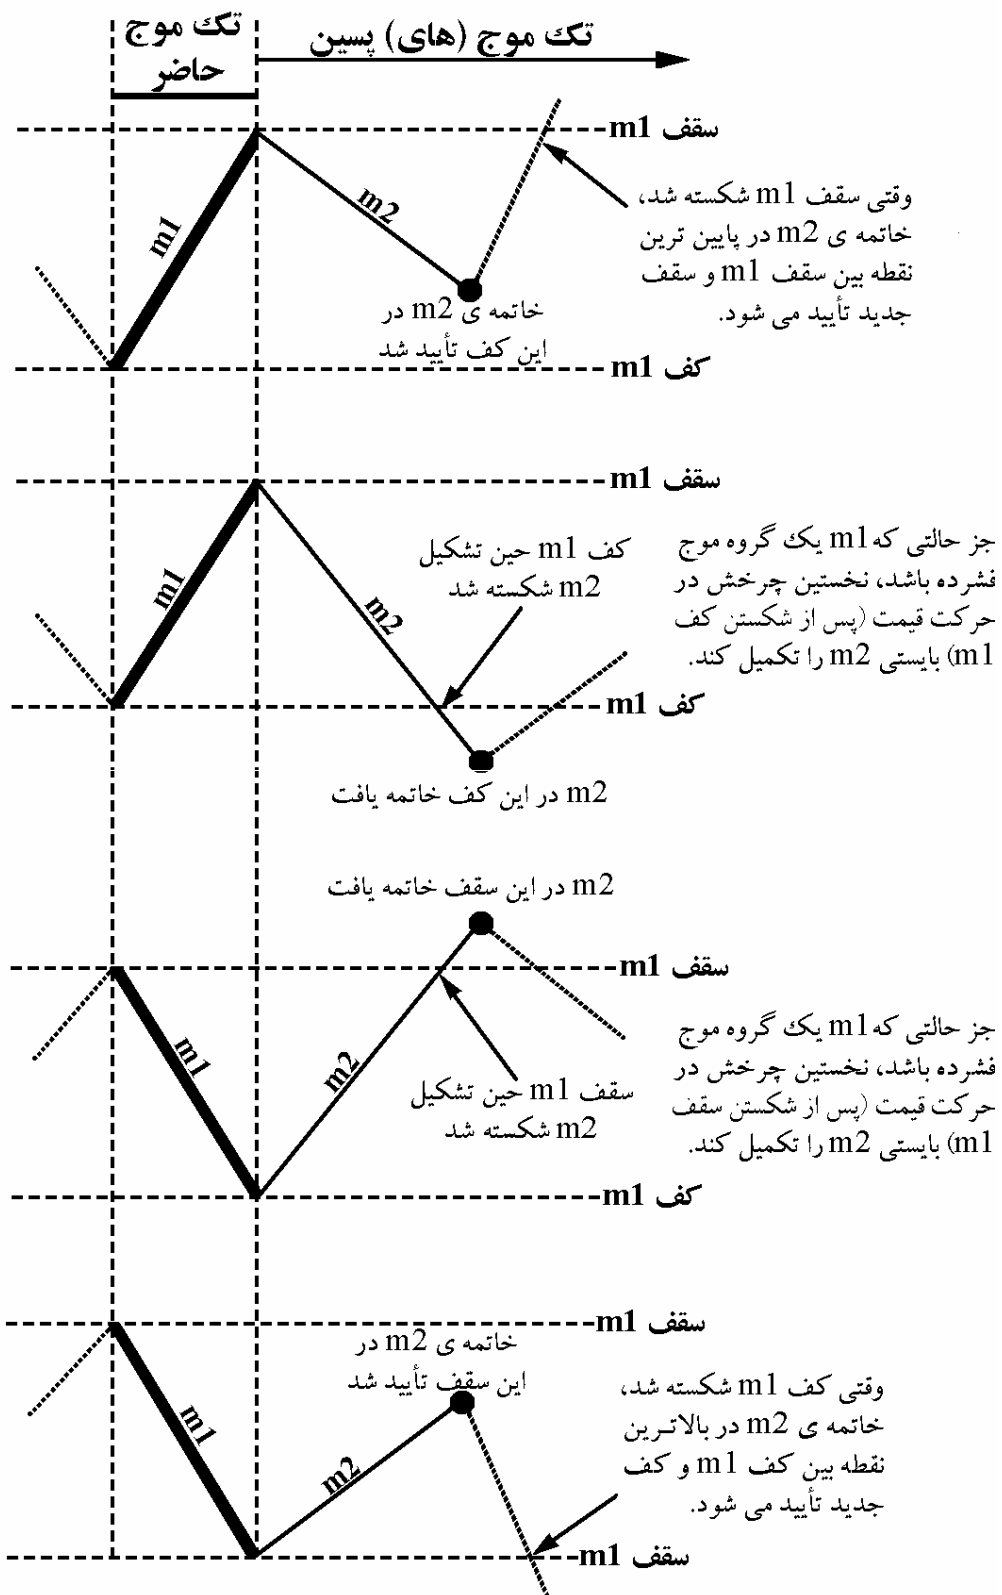 تک موج
حاضر
تک موج (های) پسین
سقف m1
m1
m2
وقتی سقف m1 شکسته شد،
خاتمه ی m2 در پایین ترین
نقطه بین سقف m1 و سقف
جدید تأیید می شود.
خاتمه ی m2 در
این کف تأیید شد
کف m1
سقف m1
m1
m2
کف m1 حین تشکیل
m2 شکسته شد
جز حالتی که m1 یک گروه موج
فشرده باشد، نخستین چرخش در
حرکت قیمت (پس از شکستن کف
m1) بایستی m2 را تکمیل کند.
کف m1
m2 در این کف خاتمه یافت
m2 در این سقف خاتمه یافت
سقف m1
m1
m2
سقف m1 حین تشکیل
m2 شکسته شد
جز حالتی که m1 یک گروه موج
فشرده باشد، نخستین چرخش در
حرکت قیمت (پس از شکستن سقف
m1) بایستی m2 را تکمیل کند.
کف m1
سقف m1
خاتمه ی m2 در
این سقف تأیید شد
m1
m2
وقتی کف m1 شکسته شد،
خاتمه ی m2 در بالاترین
نقطه بین کف m1 و کف
جدید تأیید می شود.
سقف m1